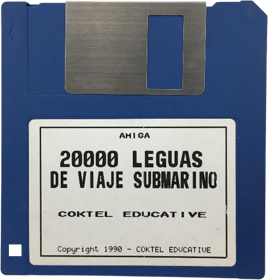 AMIGA
20000 LEGUAS
DE VIAJE SUBMARINO
COKTEL EDUCATIVE
Copyright 1990 - COKTEL EDUCATIVE